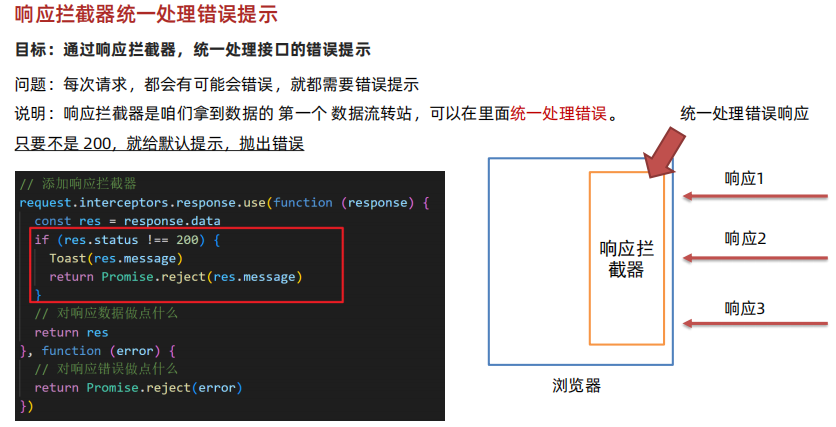 响应拦截器统一处理错误提示
目标：通过响应拦截器，统一处理接口的错误提示
问题：每次请求，都会有可能会错误，就都需要错误提示
说明：响应拦截器是咱们拿到数据的 第一个 数据流转站，可以在里面统一处理错误。
只要不是 200，就给默认提示，抛出错误
// 添加响应拦截器
request.interceptors.response.use(function (response) {
  const res = response.data
  if (res.status !== 200) {
    Toast(res.message)
    return Promise.reject(res.message)
  }
  // 对响应数据做点什么
  return res
}, function (error) {
  // 对响应错误做点什么
  return Promise.reject(error)
})
统一处理错误响应
响应拦
截器
响应1
响应2
响应3
浏览器